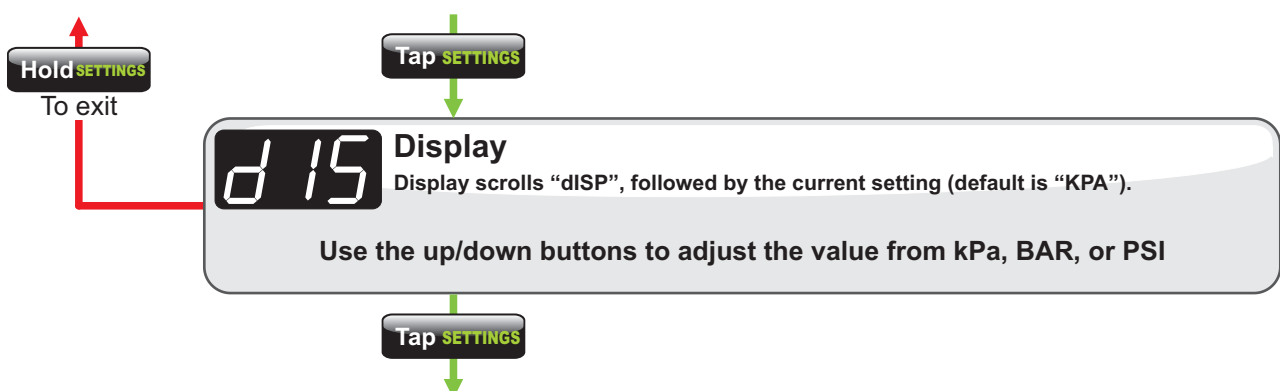 Tap SETTINGS
Hold SETTINGS
To exit
dIS
Display
Display scrolls “dISP”, followed by the current setting (default is “KPA”).
Use the up/down buttons to adjust the value from kPa, BAR, or PSI
Tap SETTINGS